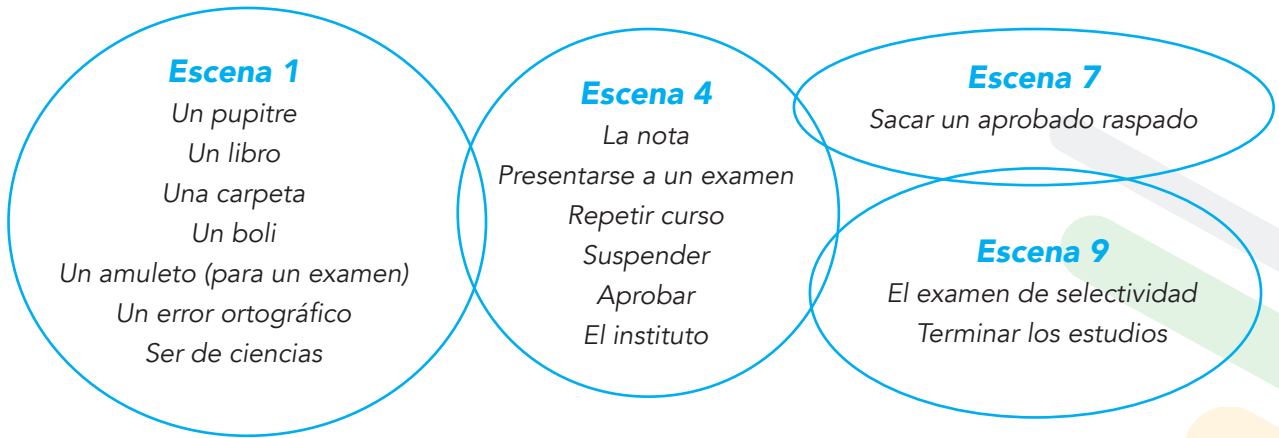 Escena 1
Un pupitre
Un libro
Una carpeta
Un boli
Un amuleto (para un examen)
Un error ortográfico
Ser de ciencias
Escena 4
La nota
Presentarse a un examen
Repetir curso
Suspender
Aprobar
El instituto
Escena 7
Sacar un aprobado raspado
Escena 9
El examen de selectividad
Terminar los estudios